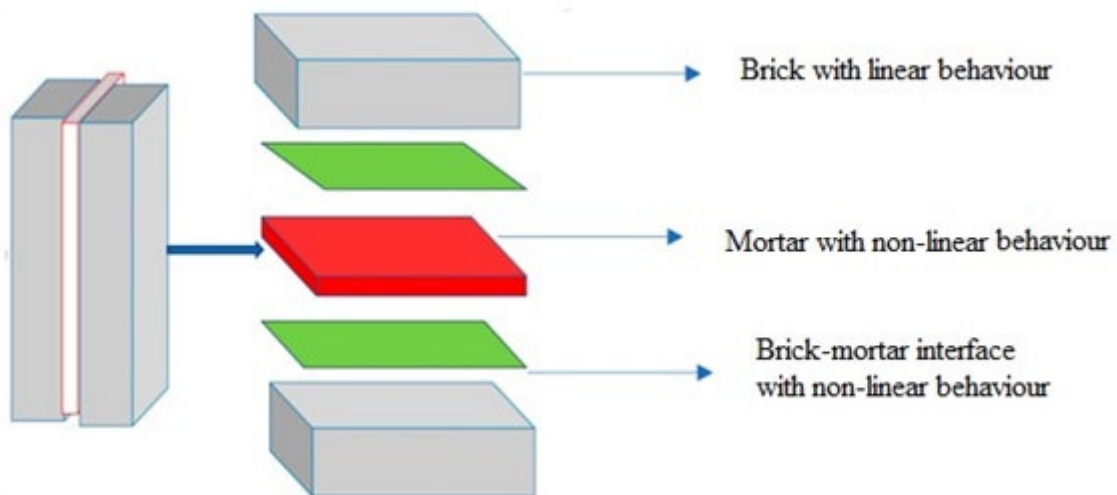 Brick with linear behaviour
Mortar with non-linear behaviour
Brick-mortar interface
with non-linear behaviour